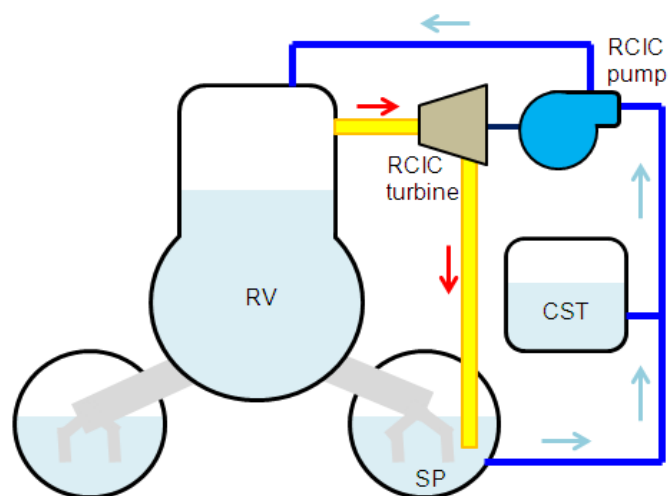 RCIC
pump
RCIC
turbine
RV
CST
SP